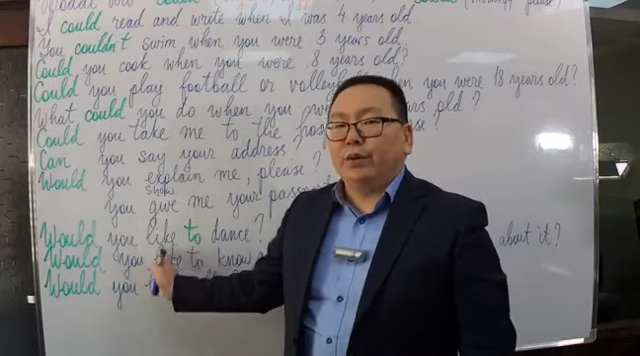 could
I could read and write when I was 4 years old.
You couldn't swim when you were 3 years old.
Could you cook when you were 8 years old?
Could you play football or volleyball when you were 18 years old?
What could you do when you old?
Could you take me to the
Can you say your address?
Would you explain me, please?
show
you give me your
Would you like to dance?
Would you like to know about it?
Would you